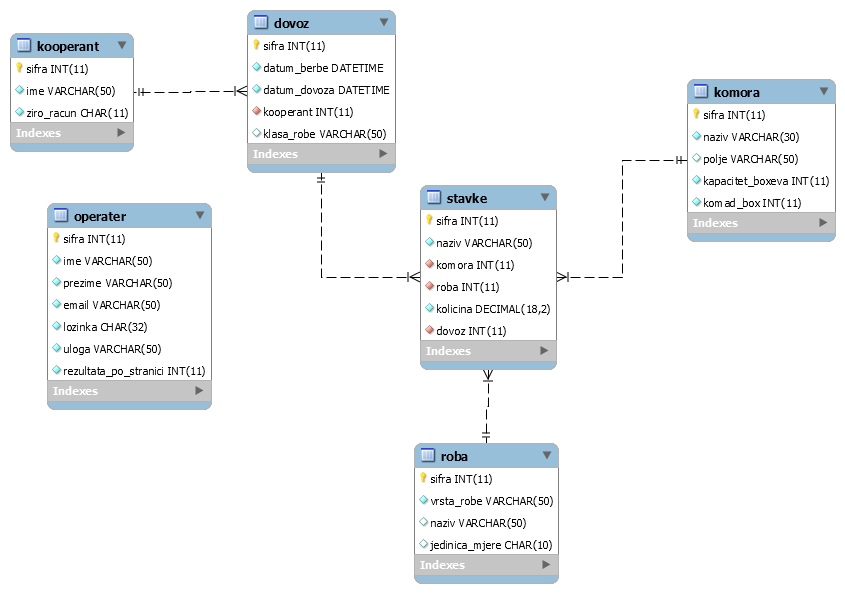 kooperant
sifra INT(11)
ime VARCHAR(50)
ziro_racun CHAR(11)
Indexes
dovoz
sifra INT(11)
datum_berbe DATETIME
datum_dovoza DATETIME
kooperant INT(11)
klasa_robe VARCHAR(50)
Indexes
komora
sifra INT(11)
naziv VARCHAR(30)
polje VARCHAR(50)
kapacitet_boxeva INT(11)
komad_box INT(11)
Indexes
operater
sifra INT(11)
ime VARCHAR(50)
prezime VARCHAR(50)
email VARCHAR(50)
lozinka CHAR(32)
uloga VARCHAR(50)
rezultata_po_stranici INT(11)
Indexes
stavke
sifra INT(11)
naziv VARCHAR(50)
komora INT(11)
roba INT(11)
kolicina DECIMAL(18,2)
dovoz INT(11)
Indexes
roba
sifra INT(11)
vrsta_robe VARCHAR(50)
naziv VARCHAR(50)
jedinica_mjere CHAR(10)
Indexes